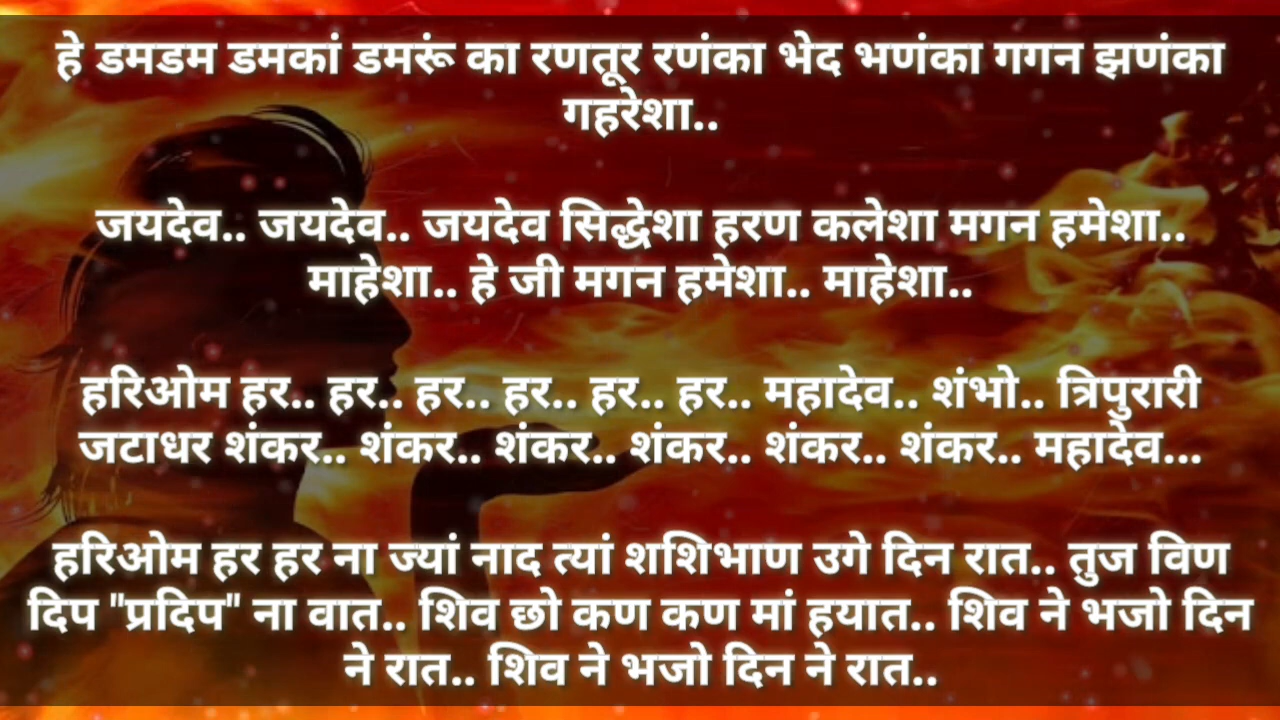 हे डमडम डमकां डमरूं का रणतूर रणंका भेद भणंका गगन झणंका
गहरेशा..
जयदेव.. जयदेव.. जयदेव सिद्धेशा हरण कलेशा मगन हमेशा..
माहेशा.. हे जी मगन हमेशा.. माहेशा..
हरिओम हर.. हर.. हर.. हर.. हर.. हर.. महादेव.. शंभो.. त्रिपुरारी
जटाधर शंकर.. शंकर.. शंकर.. शंकर.. शंकर.. शंकर.. महादेव...
हरिओम हर हर ना ज्यां नाद त्यां शशिभाण उगे दिन रात.. तुज विण
दिप "प्रदिप" ना वात.. शिव छो कण कण मां हयात.. शिव ने भजो दिन
ने रात.. शिव ने भजो दिन ने रात..